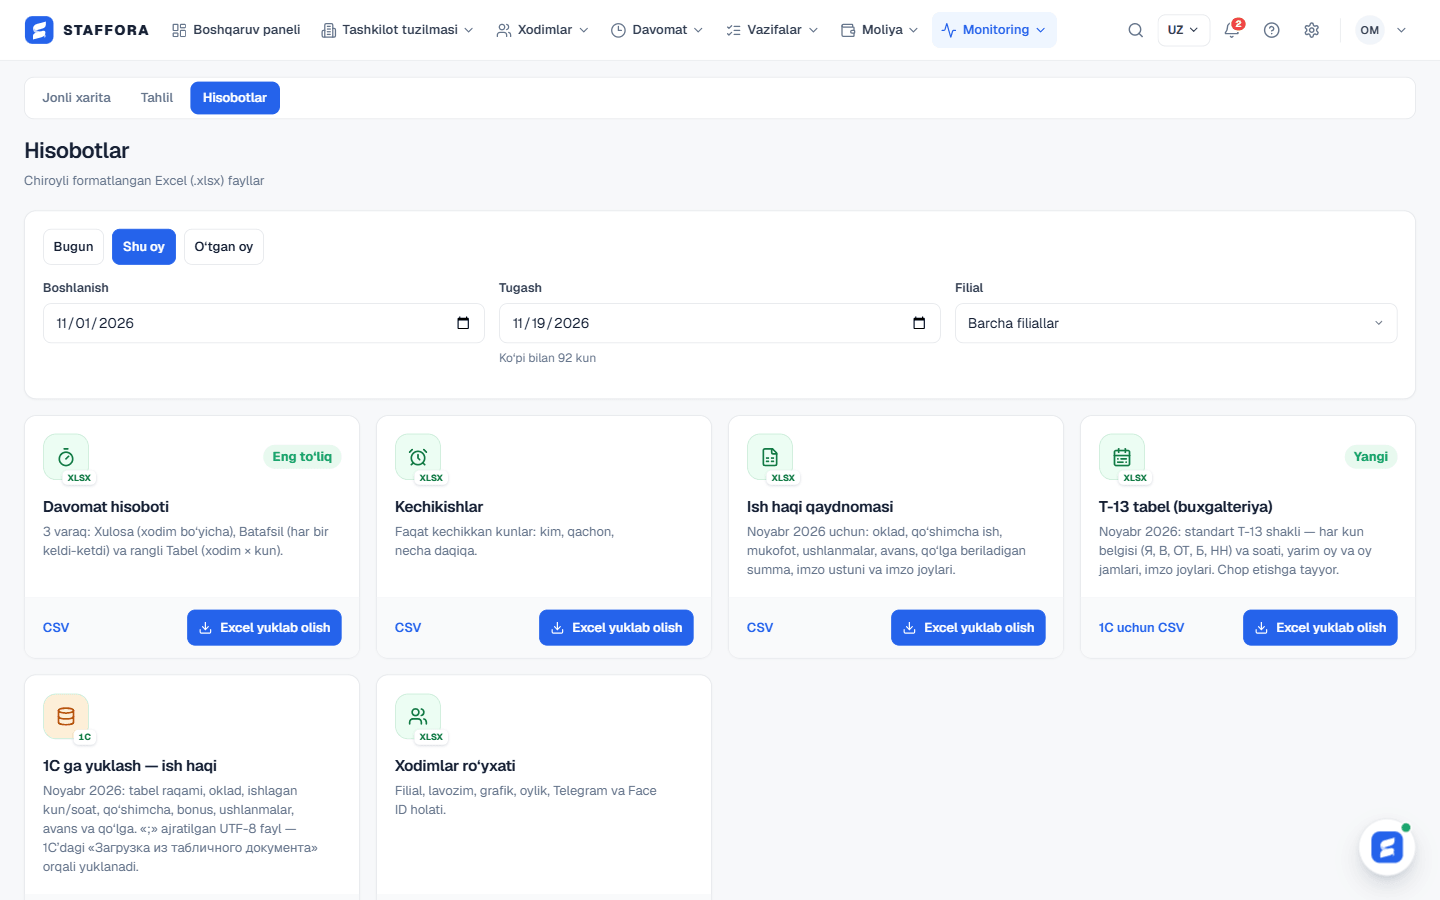 STAFFORA
Boshqaruv paneli
Tashkilot tuzilmasi
Xodimlar
Davomat
Vazifalar
Moliya
Monitoring
UZ
2
OM
Jonli xarita
Tahlil
Hisobotlar
Hisobotlar
Chiroyli formatlangan Excel (.xlsx) fayllar
Bugun
Shu oy
O‘tgan oy
Boshlanish
Tugash
Filial
11/01/2026
11/19/2026
Barcha filiallar
Ko‘pi bilan 92 kun
XLSX
Eng to‘liq
Davomat hisoboti
3 varaq: Xulosa (xodim bo‘yicha), Batafsil (har bir
keldi-ketdi) va rangli Tabel (xodim × kun).
CSV
Excel yuklab olish
XLSX
Kechikishlar
Faqat kechikkan kunlar: kim, qachon,
necha daqiqa.
CSV
Excel yuklab olish
XLSX
Ish haqi qaydnomasi
Noyabr 2026 uchun: oklad, qo‘shimcha ish,
mukofot, ushlanmalar, avans, qo‘lga beriladigan
summa, imzo ustuni va imzo joylari.
CSV
Excel yuklab olish
XLSX
Yangi
T-13 tabel (buxgalteriya)
Noyabr 2026: standart T-13 shakli — har kun
belgisi (Я, В, ОТ, Б, НН) va soati, yarim oy va oy
jamlari, imzo joylari. Chop etishga tayyor.
1C uchun CSV
Excel yuklab olish
1C
1C ga yuklash — ish haqi
Noyabr 2026: tabel raqami, oklad, ishlagan
kun/soat, qo‘shimcha, bonus, ushlanmalar,
avans va qo‘lga. «;» ajratilgan UTF-8 fayl —
1C’dagi «Загрузка из табличного документа»
orqali yuklanadi.
XLSX
Xodimlar ro‘yxati
Filial, lavozim, grafik, oylik, Telegram va Face
ID holati.